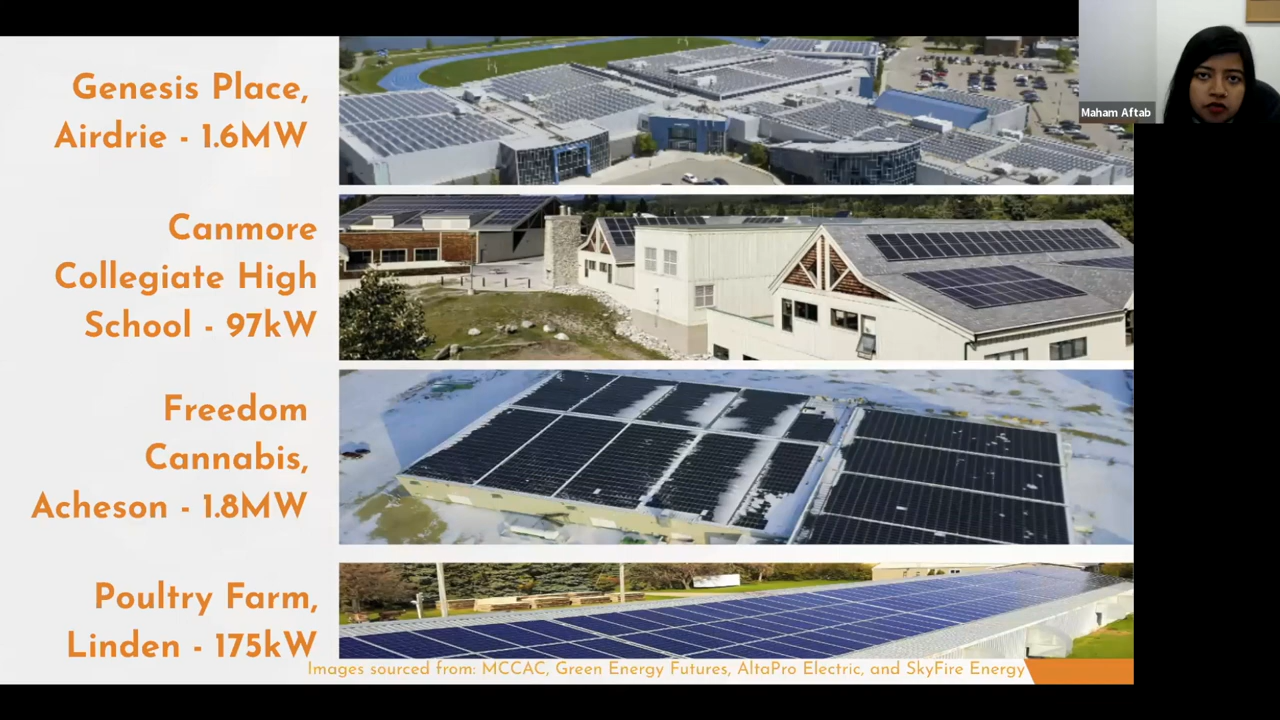 Genesis Place,
Airdrie - 1.6MW
Maham Aftab
Canmore
Collegiate High
School - 97kW
Freedom
Cannabis,
Acheson - 1.8MW
Poultry Farm,
Linden - 175kW
Images sourced from: MCCAC, Green Energy Futures, AltaPro Electric, and SkyFire Energy